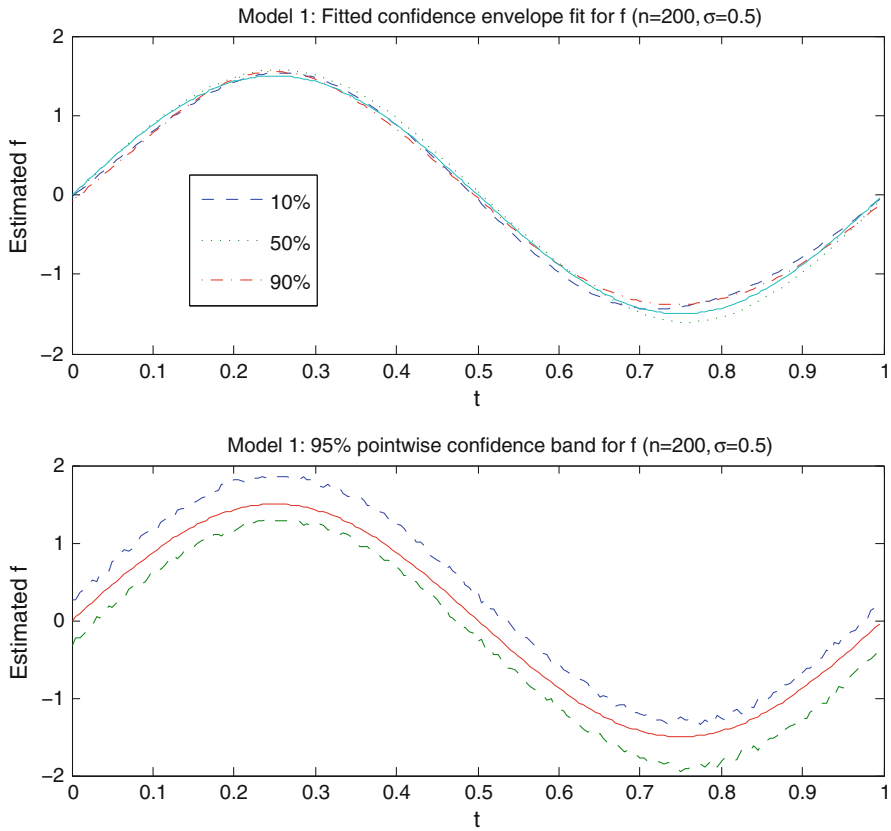 Model 1: Fitted confidence envelope fit for f (n=200, σ=0.5)
2
1
0
−1
−2
Estimated f
10%
50%
90%
0 0.1 0.2 0.3 0.4 0.5 0.6 0.7 0.8 0.9 1
t
Model 1: 95% pointwise confidence band for f (n=200, σ=0.5)
2
1
0
−1
−2
Estimated f
0 0.1 0.2 0.3 0.4 0.5 0.6 0.7 0.8 0.9 1
t